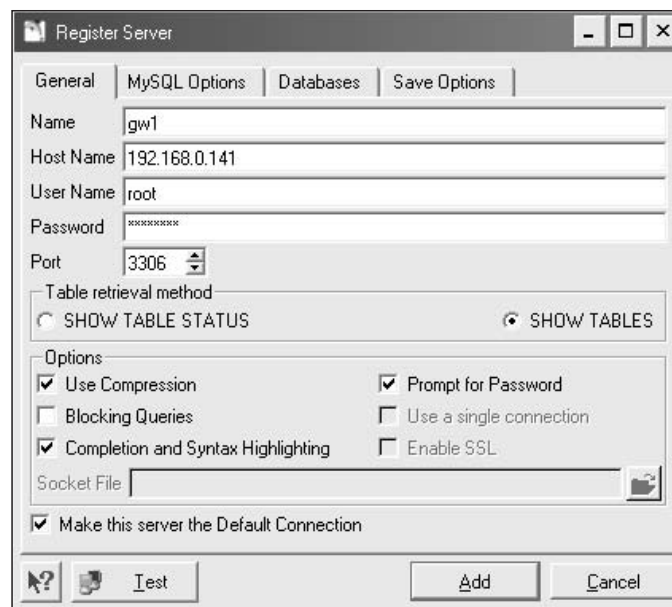 Register Server
General MySQL Options Databases Save Options
Name gw1
Host Name 192.168.0.141
User Name root
Password ********
Port 3306
Table retrieval method
SHOW TABLE STATUS SHOW TABLES
Options
Use Compression Prompt for Password
Blocking Queries Use a single connection
Completion and Syntax Highlighting Enable SSL
Socket File
Make this server the Default Connection
? Test Add Cancel